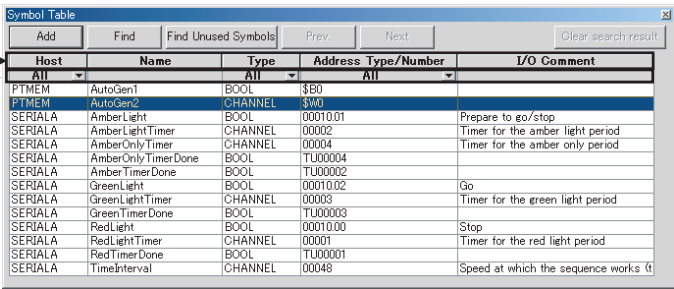 Symbol Table
Add Find Find Unused Symbols Prev. Next Clear search result
Host Name Type Address Type/Number I/O Comment
All All All
PTMEM AutoGen1 BOOL $B0
PTMEM AutoGen2 CHANNEL $W0
SERIALA AmberLight BOOL 00010.01 Prepare to go/stop
SERIALA AmberLightTimer CHANNEL 00002 Timer for the amber light period
SERIALA AmberOnlyTimer CHANNEL 00004 Timer for the amber only period
SERIALA AmberOnlyTimerDone BOOL TU00004
SERIALA AmberTimerDone BOOL TU00002
SERIALA GreenLight BOOL 00010.02 Go
SERIALA GreenLightTimer CHANNEL 00003 Timer for the green light period
SERIALA GreenTimerDone BOOL TU00003
SERIALA RedLight BOOL 00010.00 Stop
SERIALA RedLightTimer CHANNEL 00001 Timer for the red light period
SERIALA RedTimerDone BOOL TU00001
SERIALA TimeInterval CHANNEL 00048 Speed at which the sequence works (t